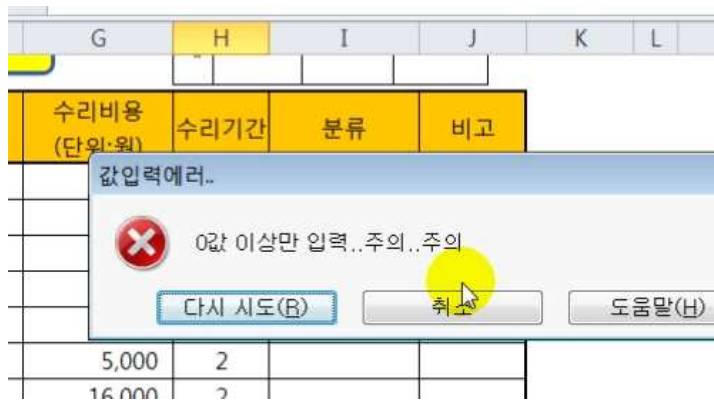 G H I J K L
수리비용
(단위:원) 수리기간 분류 비고
값입력에러..
0값 이상만 입력..주의..주의
다시 시도(R) 취소 도움말(H)
5,000 2
16,000 2